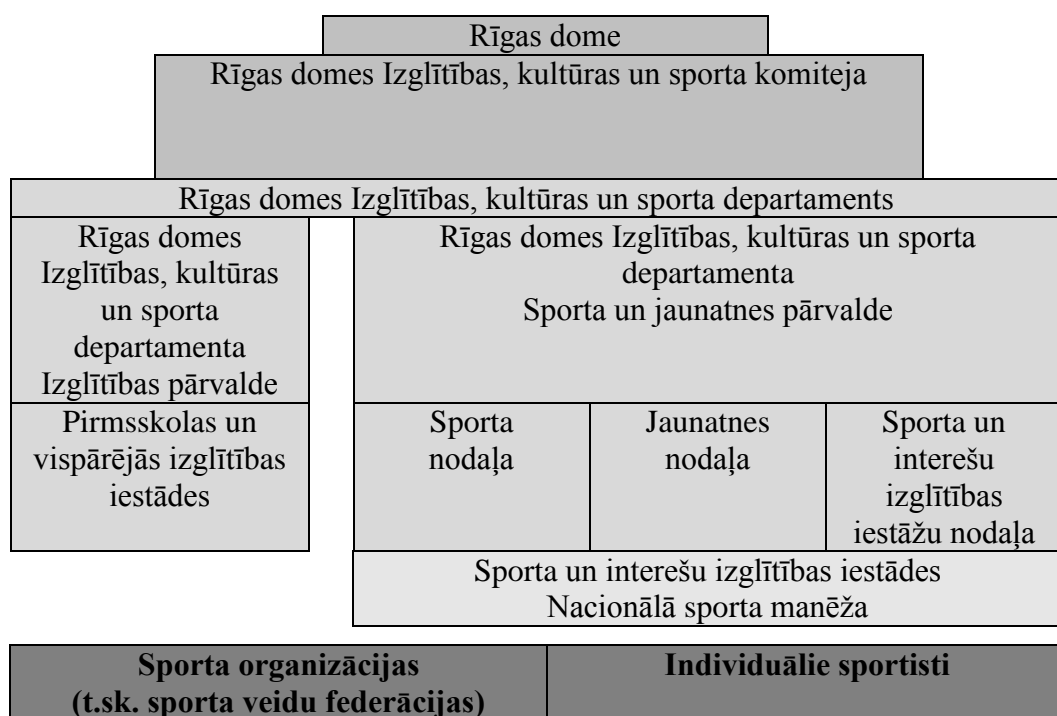 Rīgas dome
Rīgas domes Izglītības, kultūras un sporta komiteja
Rīgas domes Izglītības, kultūras un sporta departaments
Rīgas domes
Izglītības, kultūras
un sporta
departamenta
Izglītības pārvalde
Rīgas domes Izglītības, kultūras un sporta
departamenta
Sporta un jaunatnes pārvalde
Pirmsskolas un
vispārējās izglītības
iestādes
Sporta
nodaļa
Jaunatnes
nodaļa
Sporta un
interešu
izglītības
iestāžu nodaļa
Sporta un interešu izglītības iestādes
Nacionālā sporta manēža
Sporta organizācijas
(t.sk. sporta veidu federācijas)
Individuālie sportisti